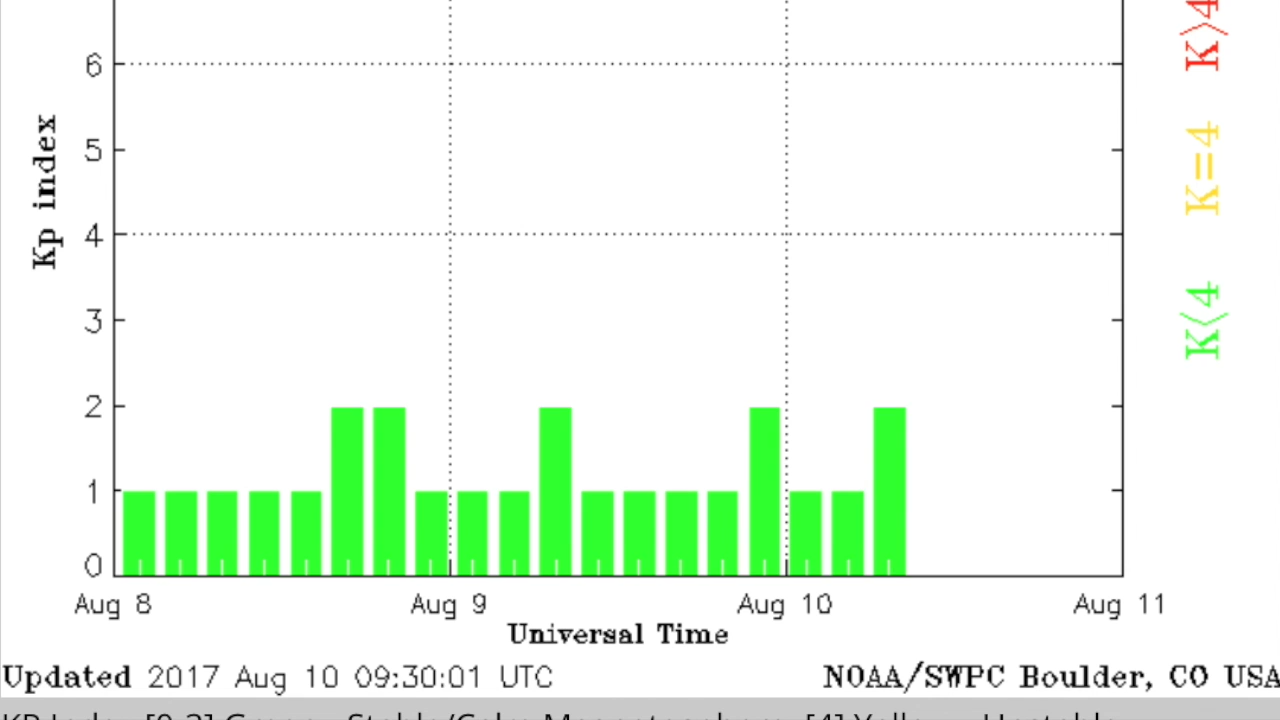 K>4
6
5
K=4
4
3
K<4
2
1
0
Kp index
Aug 8 Aug 9 Aug 10 Aug 11
Universal Time
Updated 2017 Aug 10 09:30:01 UTC NOAA/SWPC Boulder, CO USA